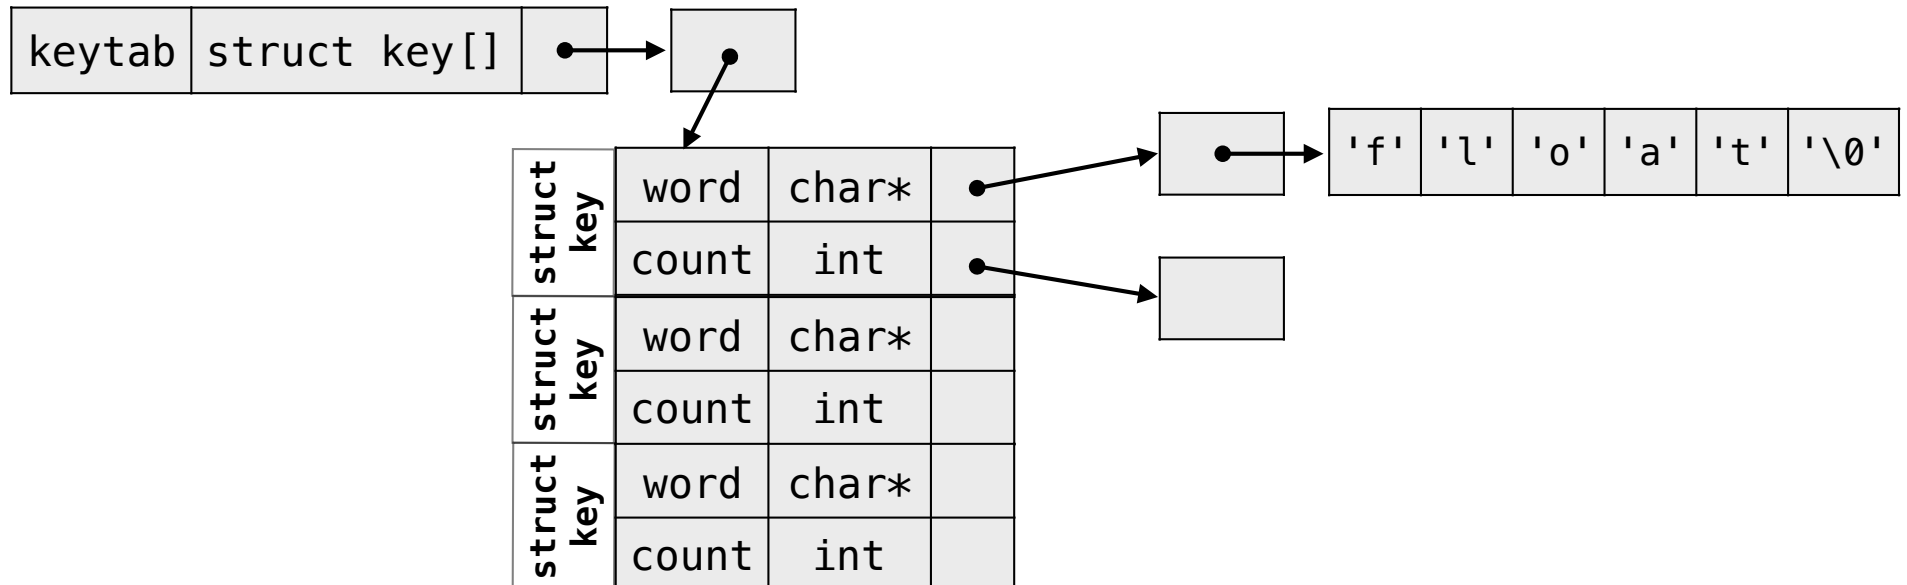 keytab struct key[]
struct key
word char*
'f' 'l' 'o' 'a' 't' '\0'
count int
struct key
word char*
count int
struct key
word char*
count int